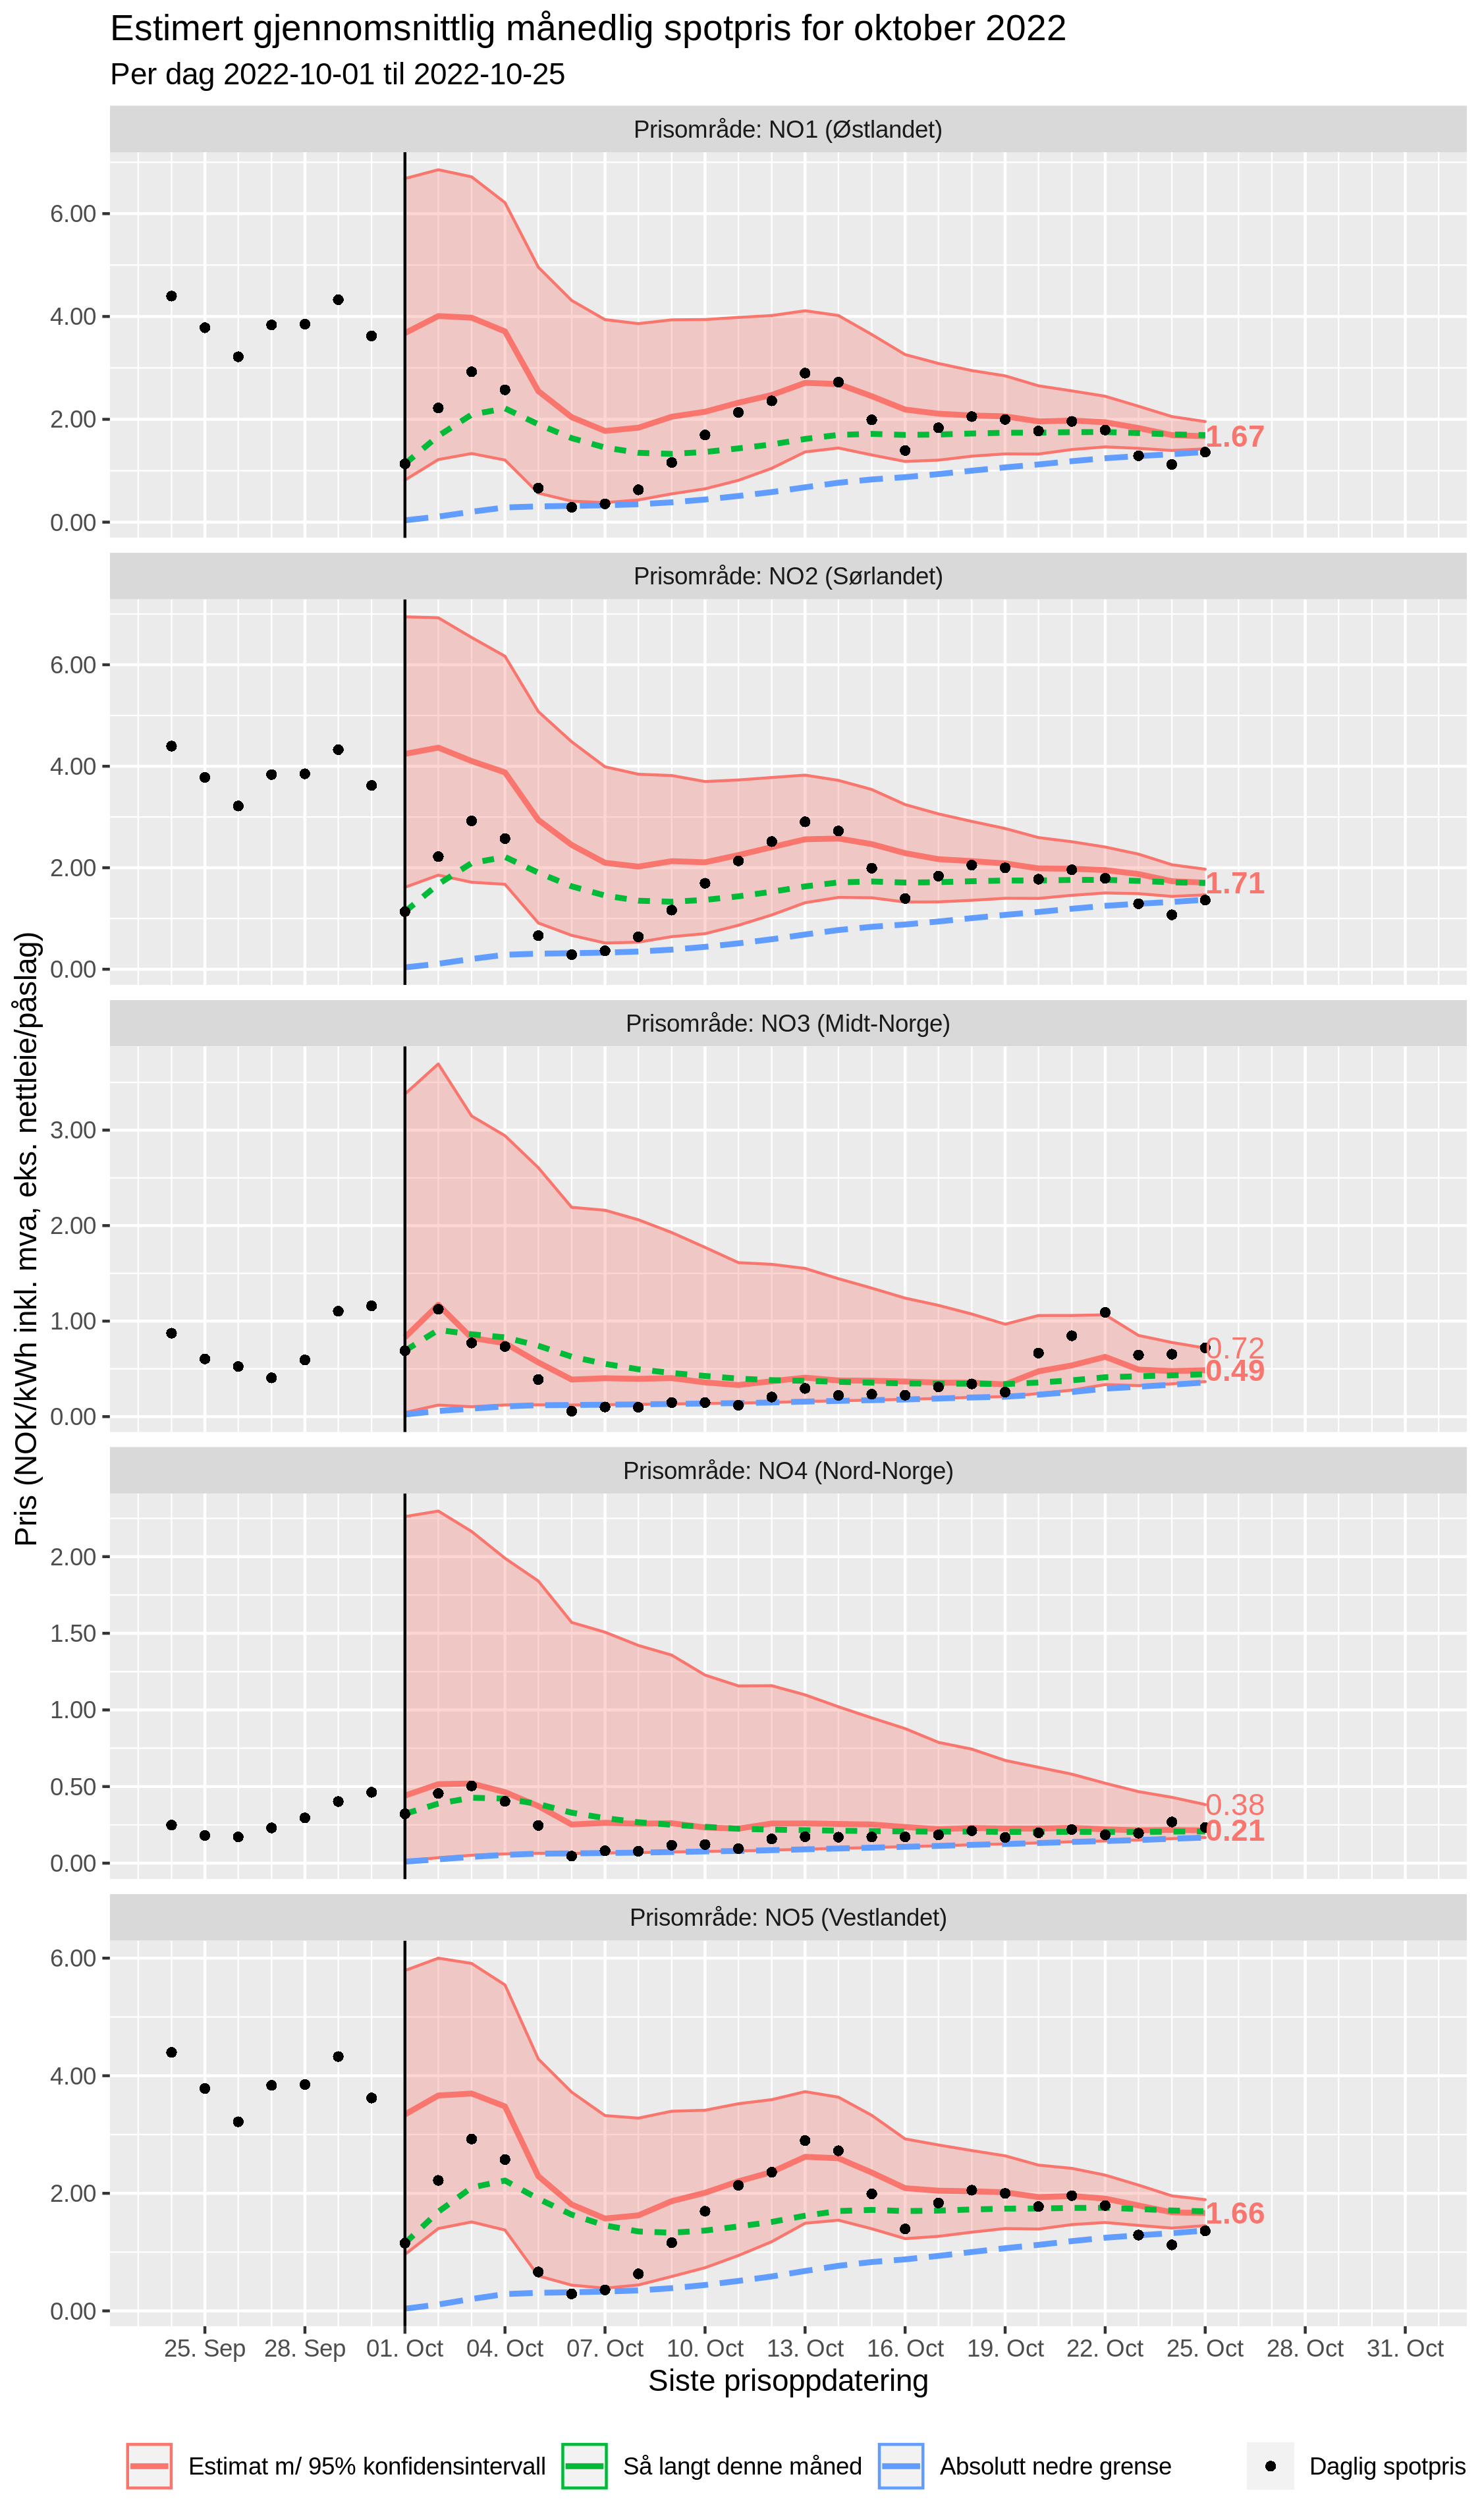 Estimert gjennomsnittlig månedlig spotpris for oktober 2022
Per dag 2022-10-01 til 2022-10-25
Pris (NOK/kWh inkl. mva, eks. nettleie/påslag)
Prisområde: NO1 (Østlandet)
6.00
4.00
2.00
0.00
1.67
Prisområde: NO2 (Sørlandet)
6.00
4.00
2.00
0.00
1.71
Prisområde: NO3 (Midt-Norge)
3.00
2.00
1.00
0.00
0.72
0.49
Prisområde: NO4 (Nord-Norge)
2.00
1.50
1.00
0.50
0.00
0.38
0.21
Prisområde: NO5 (Vestlandet)
6.00
4.00
2.00
0.00
1.66
25. Sep 28. Sep 01. Oct 04. Oct 07. Oct 10. Oct 13. Oct 16. Oct 19. Oct 22. Oct 25. Oct 28. Oct 31. Oct
Siste prisoppdatering
Estimat m/ 95% konfidensintervall Så langt denne måned Absolutt nedre grense Daglig spotpris